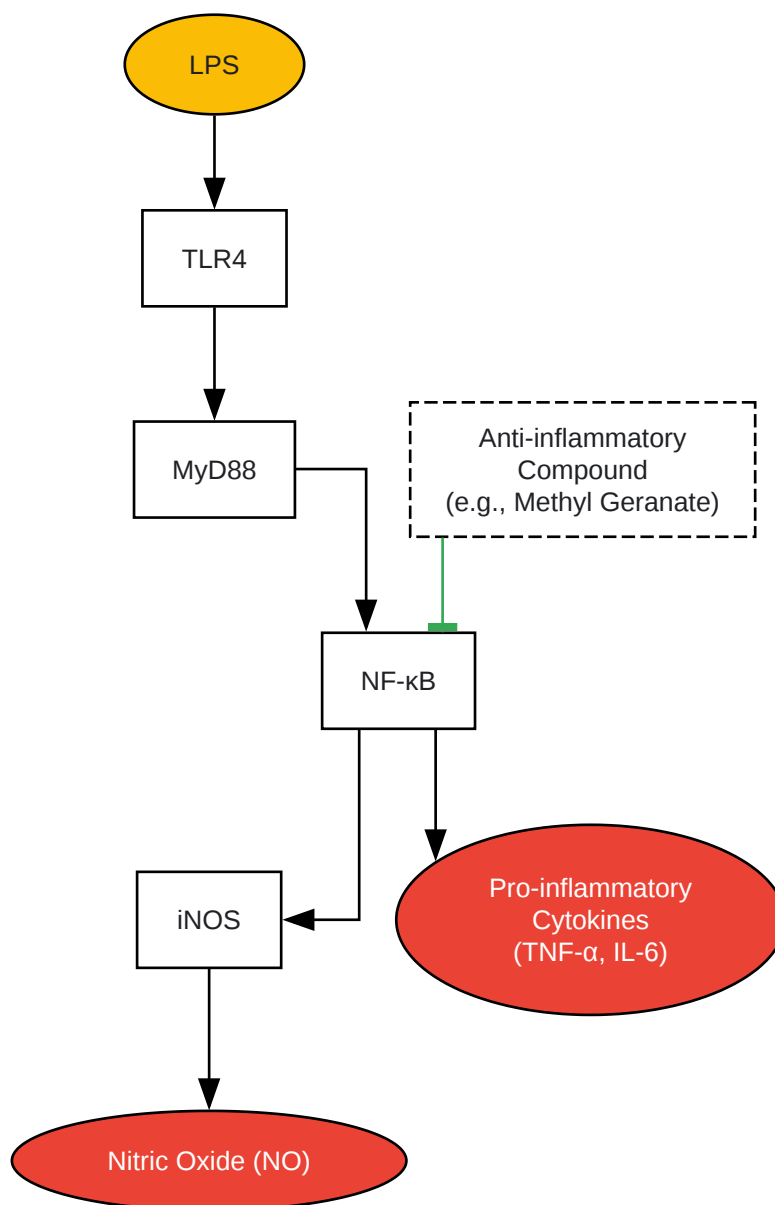 LPS
TLR4
MyD88
Anti-inflammatory
Compound
(e.g., Methyl Geranate)
NF-κB
iNOS
Pro-inflammatory
Cytokines
(TNF-α, IL-6)
Nitric Oxide (NO)